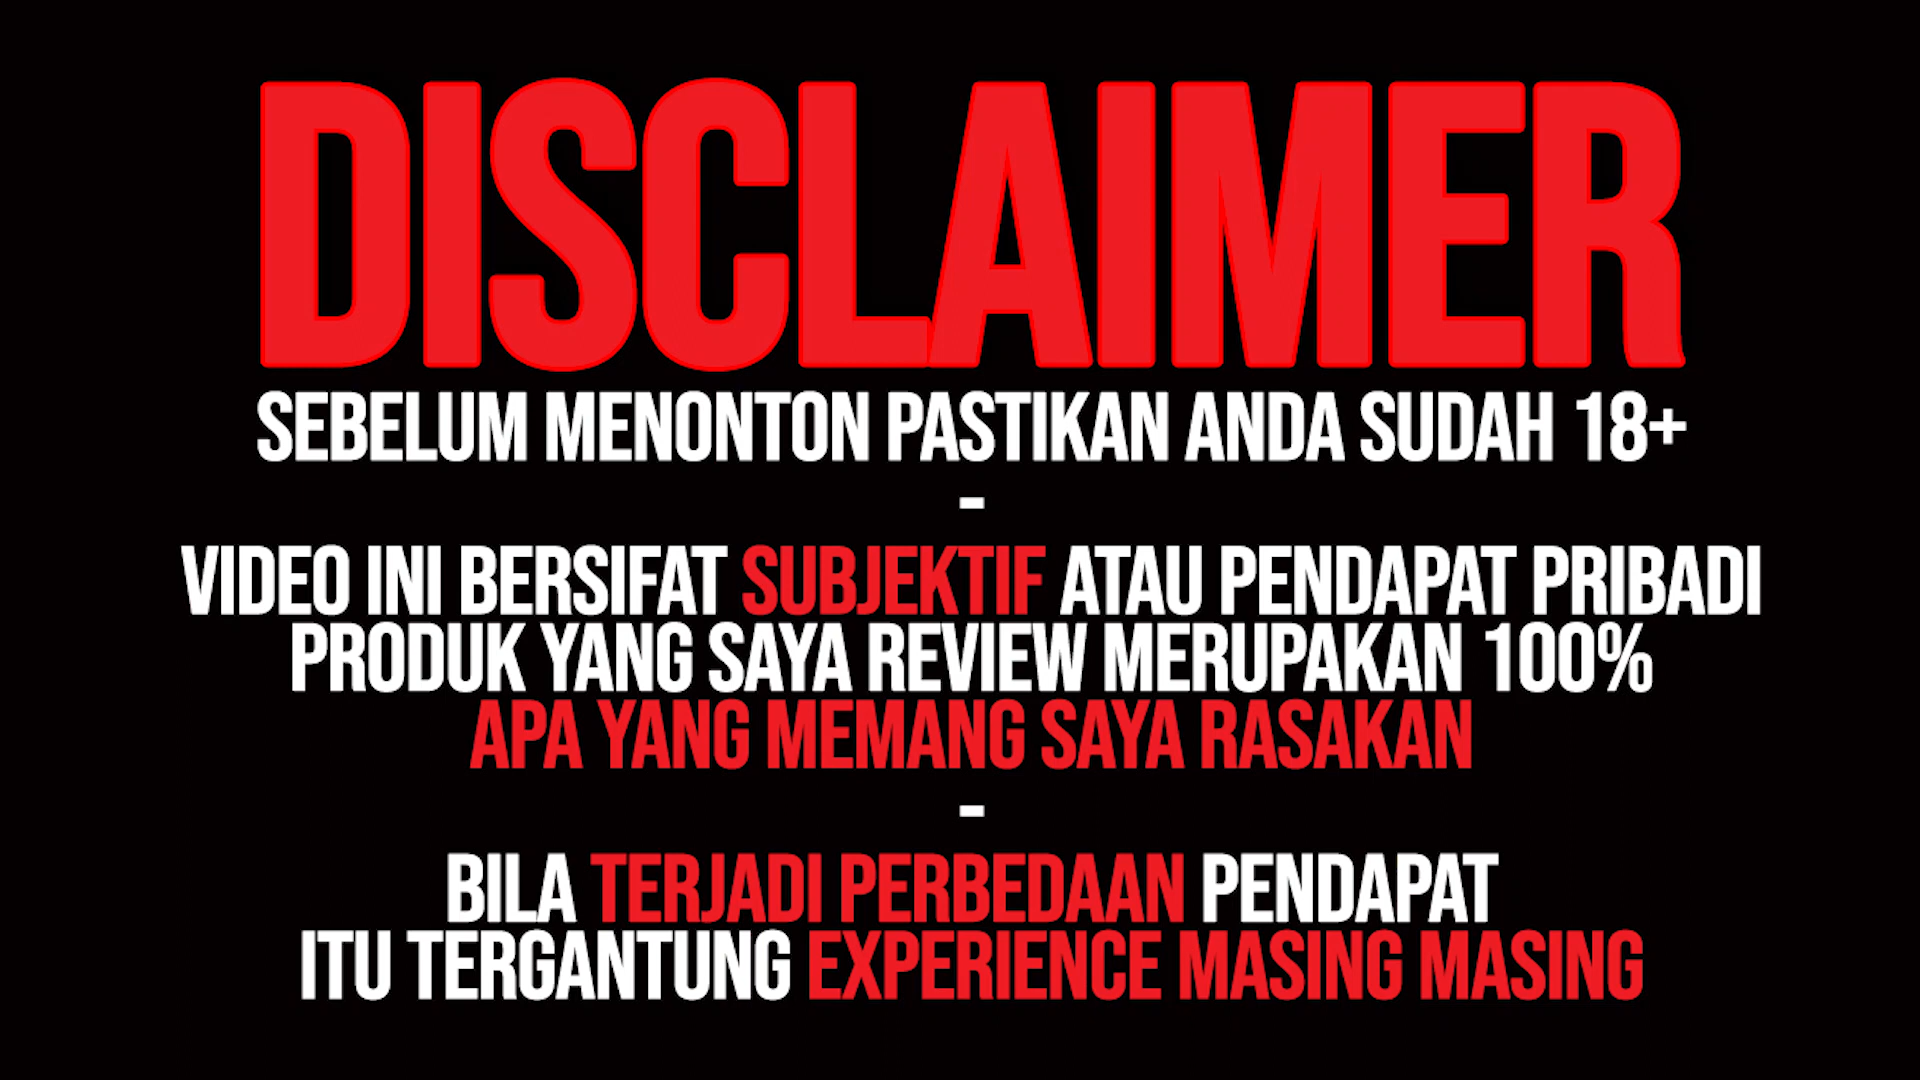 DISCLAIMER
SEBELUM MENONTON PASTIKAN ANDA SUDAH 18+
-
VIDEO INI BERSIFAT SUBJEKTIF ATAU PENDAPAT PRIBADI
PRODUK YANG SAYA REVIEW MERUPAKAN 100%
APA YANG MEMANG SAYA RASAKAN
-
BILA TERJADI PERBEDAAN PENDAPAT
ITU TERGANTUNG EXPERIENCE MASING MASING